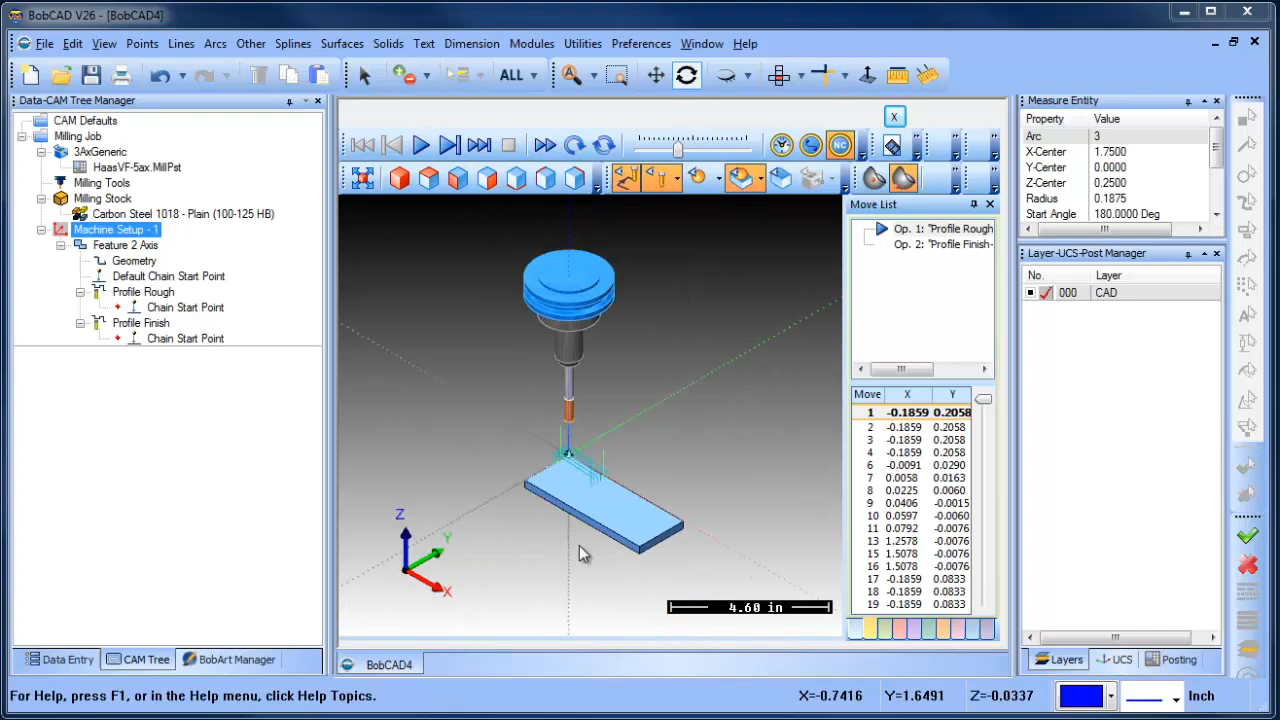 BobCAD V26 - [BobCAD4]
File Edit View Points Lines Arcs Other Splines Surfaces Solids Text Dimension Modules Utilities Preferences Window Help
ALL
Data-CAM Tree Manager
CAM Defaults
Milling Job
3AxGeneric
HaasVF-5ax.MillPst
Milling Tools
Milling Stock
Carbon Steel 1018 - Plain (100-125 HB)
Machine Setup - 1
Feature 2 Axis
Geometry
Default Chain Start Point
Profile Rough
Chain Start Point
Profile Finish
Chain Start Point
Data Entry CAM Tree BobArt Manager
X
NC
Z
Y
X
4.60 in
BobCAD4
Move List
Op. 1: "Profile Rough
Op. 2: "Profile Finish-
Move X Y
1 -0.1859 0.2058
2 -0.1859 0.2058
3 -0.1859 0.2058
4 -0.1859 0.2058
6 -0.0091 0.0290
7 0.0058 0.0163
8 0.0225 0.0060
9 0.0406 -0.0015
10 0.0597 -0.0060
11 0.0792 -0.0076
13 1.2578 -0.0076
15 1.5078 -0.0076
16 1.5078 -0.0076
17 -0.1859 0.0833
18 -0.1859 0.0833
19 -0.1859 0.0833
Measure Entity
Property Value
Arc 3
X-Center 1.7500
Y-Center 0.0000
Z-Center 0.2500
Radius 0.1875
Start Angle 180.0000 Deg
Layer-UCS-Post Manager
No. Layer
000 CAD
Layers UCS Posting
For Help, press F1, or in the Help menu, click Help Topics.
X=-0.7416 Y=1.6491 Z=-0.0337 Inch